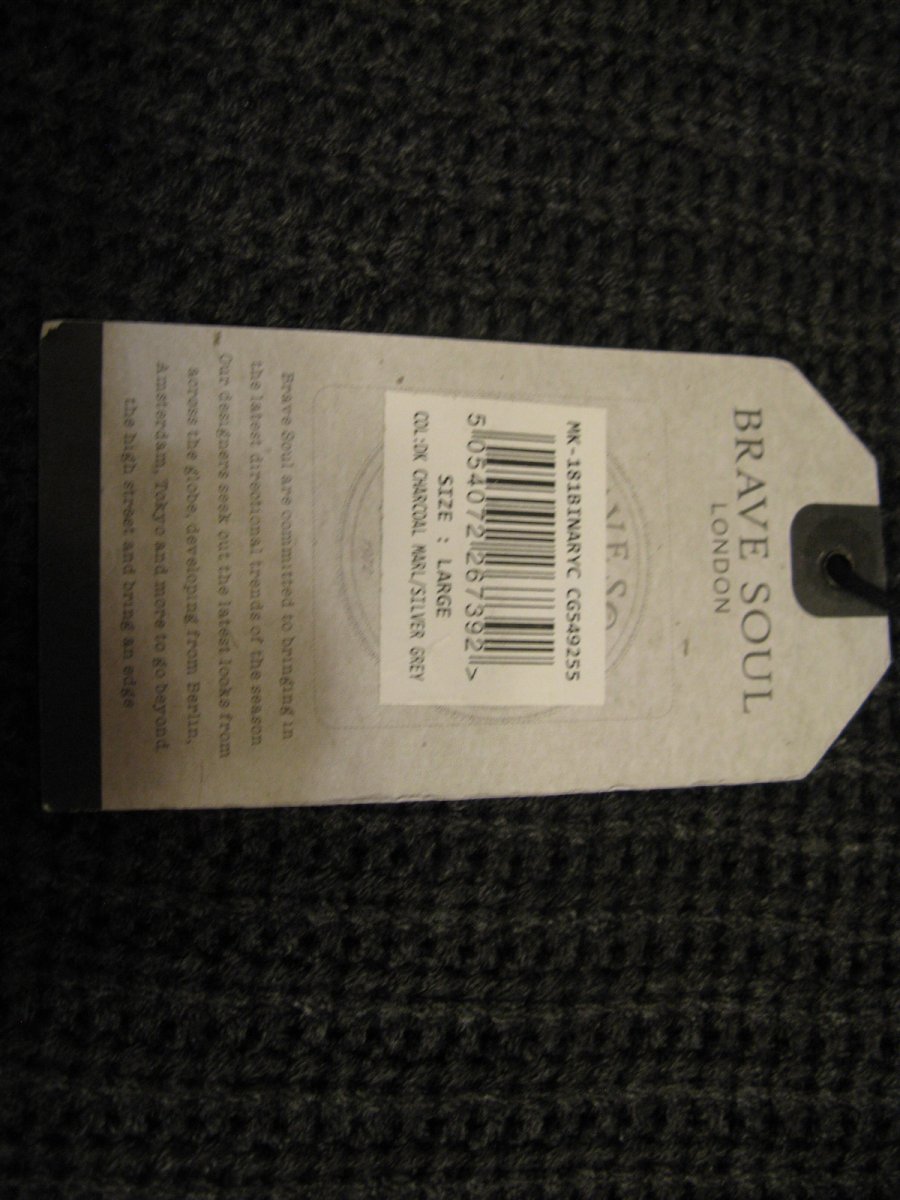 BRAVE SOUL
LONDON
MK-181BINARYC CG549255
5 054072 267392 >
SIZE : LARGE
COL:DK CHARCOAL MARL/SILVER GREY
Brave Soul are committed to bringing in
the latest directional trends of the season
Our designers seek out the latest looks from
across the globe, developing from Berlin,
Amsterdam, Tokyo and more to go beyond
the high street and bring an edge